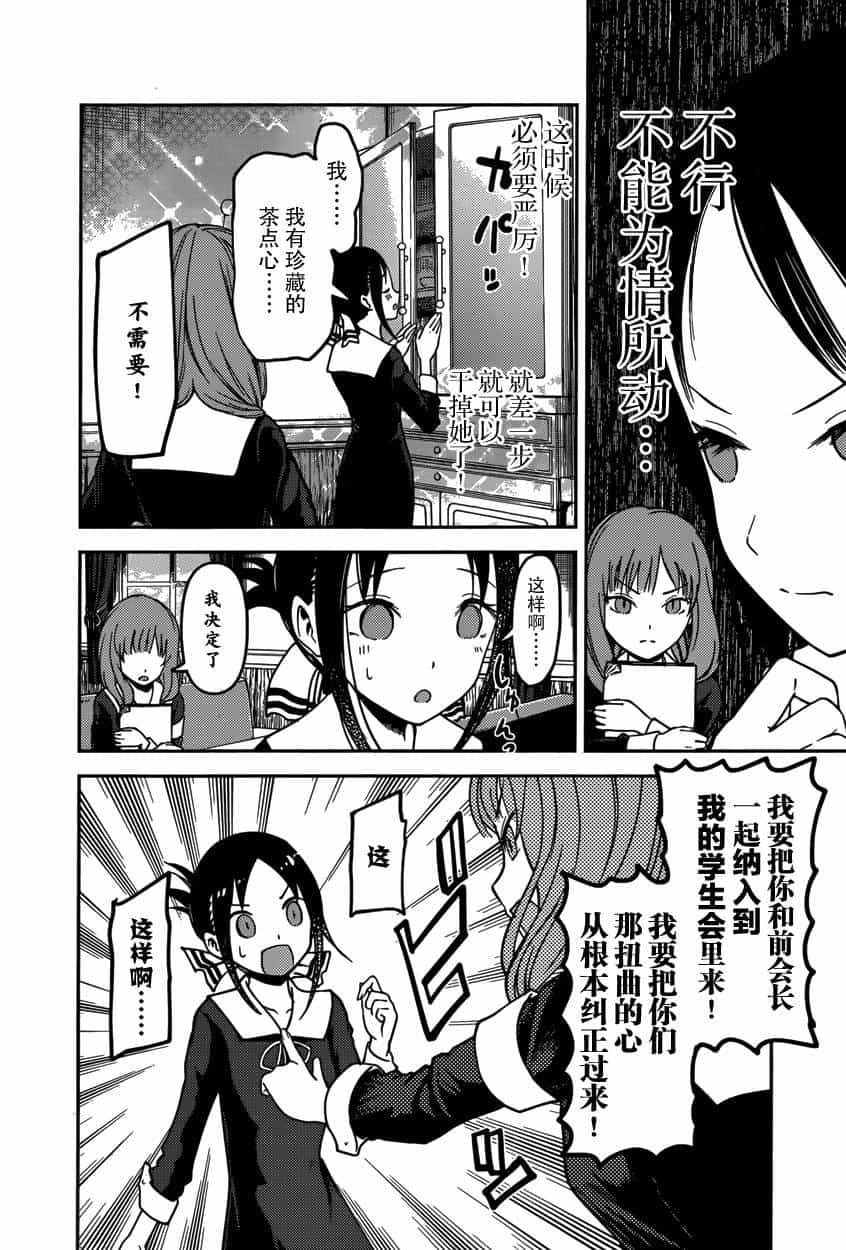 不行
不能为情所动…
这时候
必须要严厉！
カパッ
我……
我有珍藏的
茶点心……
不需要！
就差一步
就可以
干掉她了！
这样啊……
しゅんっ
我决定了
我要把你和前会长
一起纳入到
我的学生会里来！
我要把你们
那扭曲的心
从根本纠正过来！
这
这样啊……